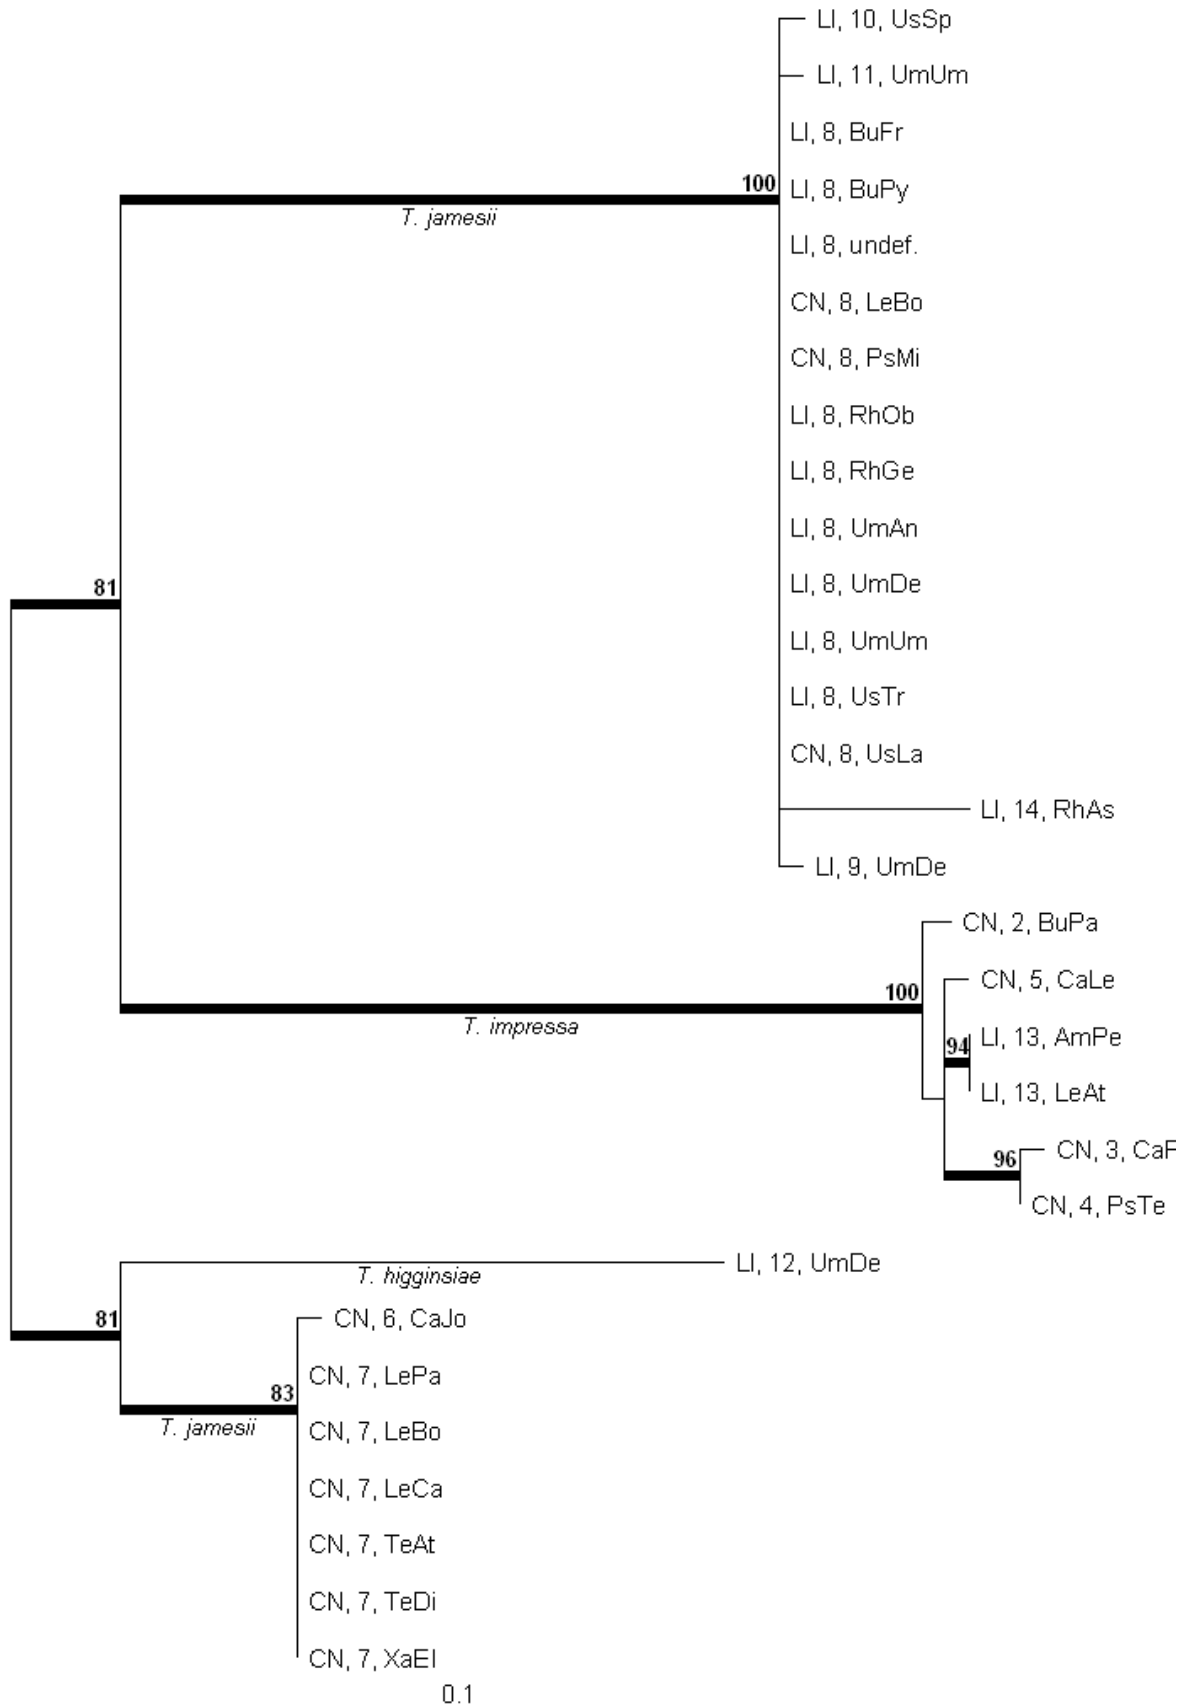 LI, 10, UsSp
LI, 11, UmUm
LI, 8, BuFr
100
LI, 8, BuPy
T. jamesii
LI, 8, undef.
CN, 8, LeBo
CN, 8, PsMi
LI, 8, RhOb
LI, 8, RhGe
LI, 8, UmAn
81
LI, 8, UmDe
LI, 8, UmUm
LI, 8, UsTr
CN, 8, UsLa
LI, 14, RhAs
LI, 9, UmDe
CN, 2, BuPa
CN, 5, CaLe
100
T. impressa
LI, 13, AmPe
94
LI, 13, LeAt
CN, 3, CaF
96
CN, 4, PsTe
LI, 12, UmDe
T. higginsiae
81
CN, 6, CaJo
CN, 7, LePa
83
T. jamesii
CN, 7, LeBo
CN, 7, LeCa
CN, 7, TeAt
CN, 7, TeDi
CN, 7, XaEl
0.1